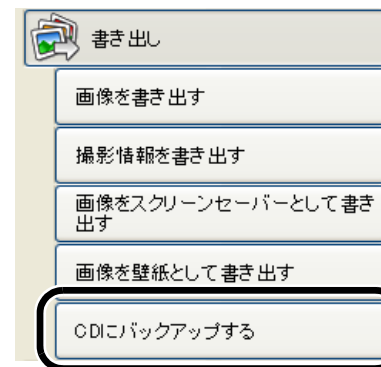 書き出し
画像を書き出す
撮影情報を書き出す
画像をスクリーンセーバーとして書き
出す
画像を壁紙として書き出す
CDにバックアップする